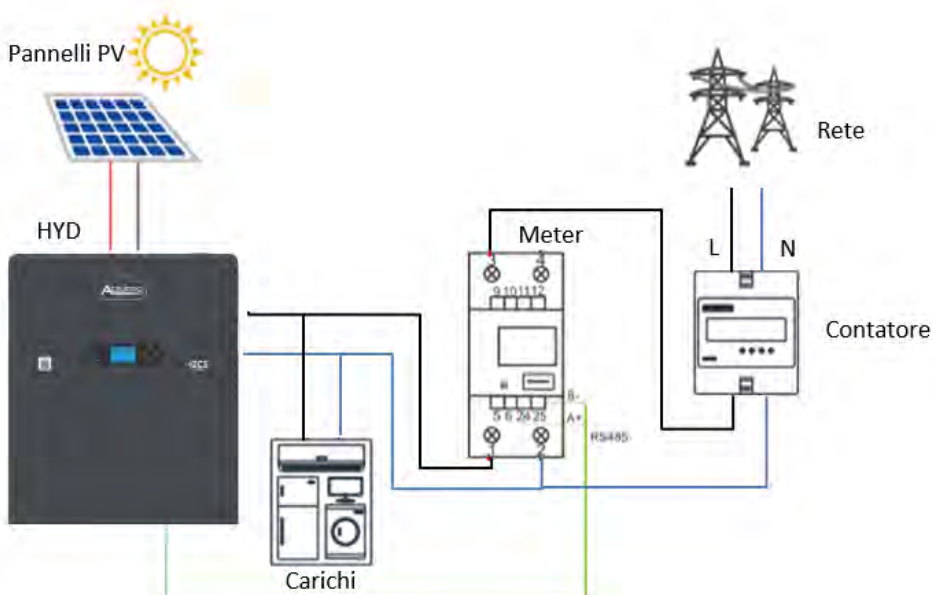 Pannelli PV
Rete
HYD
Meter
L N
3 4
9 10 11 12
Contatore
B-
5 6 24 25
A+
RS485
1 2
Carichi